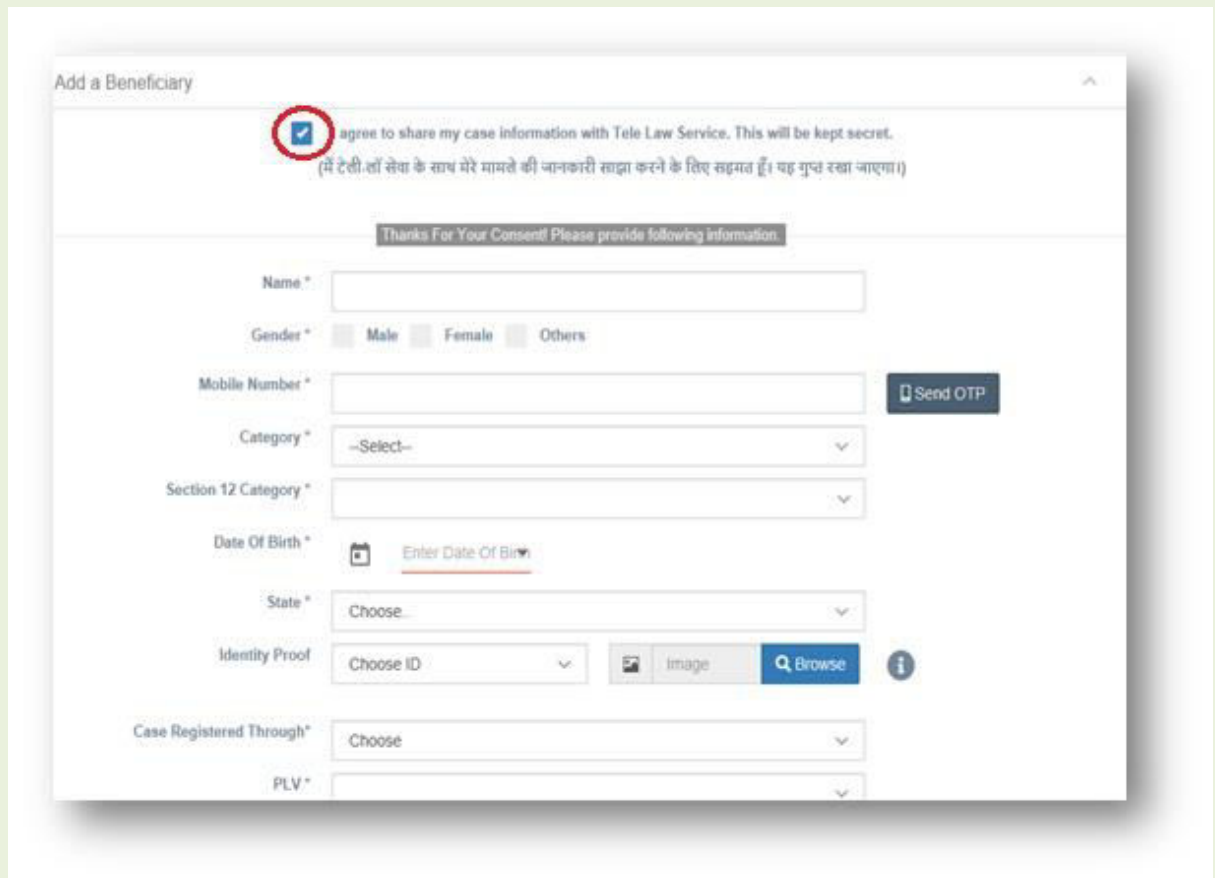 Add a Beneficiary
agree to share my case information with Tele Law Service. This will be kept secret.
(में टेली-लॉ सेवा के साथ मेरे मामले की जानकारी साझा करने के लिए सहमत हूँ। यह गुप्त रखा जाएगा।)
Thanks For Your Consent! Please provide following information.
Name *
Gender * Male Female Others
Mobile Number * Send OTP
Category * --Select--
Section 12 Category *
Date Of Birth * Enter Date Of Birth
State * Choose..
Identity Proof Choose ID Image Browse
Case Registered Through* Choose
PLV *